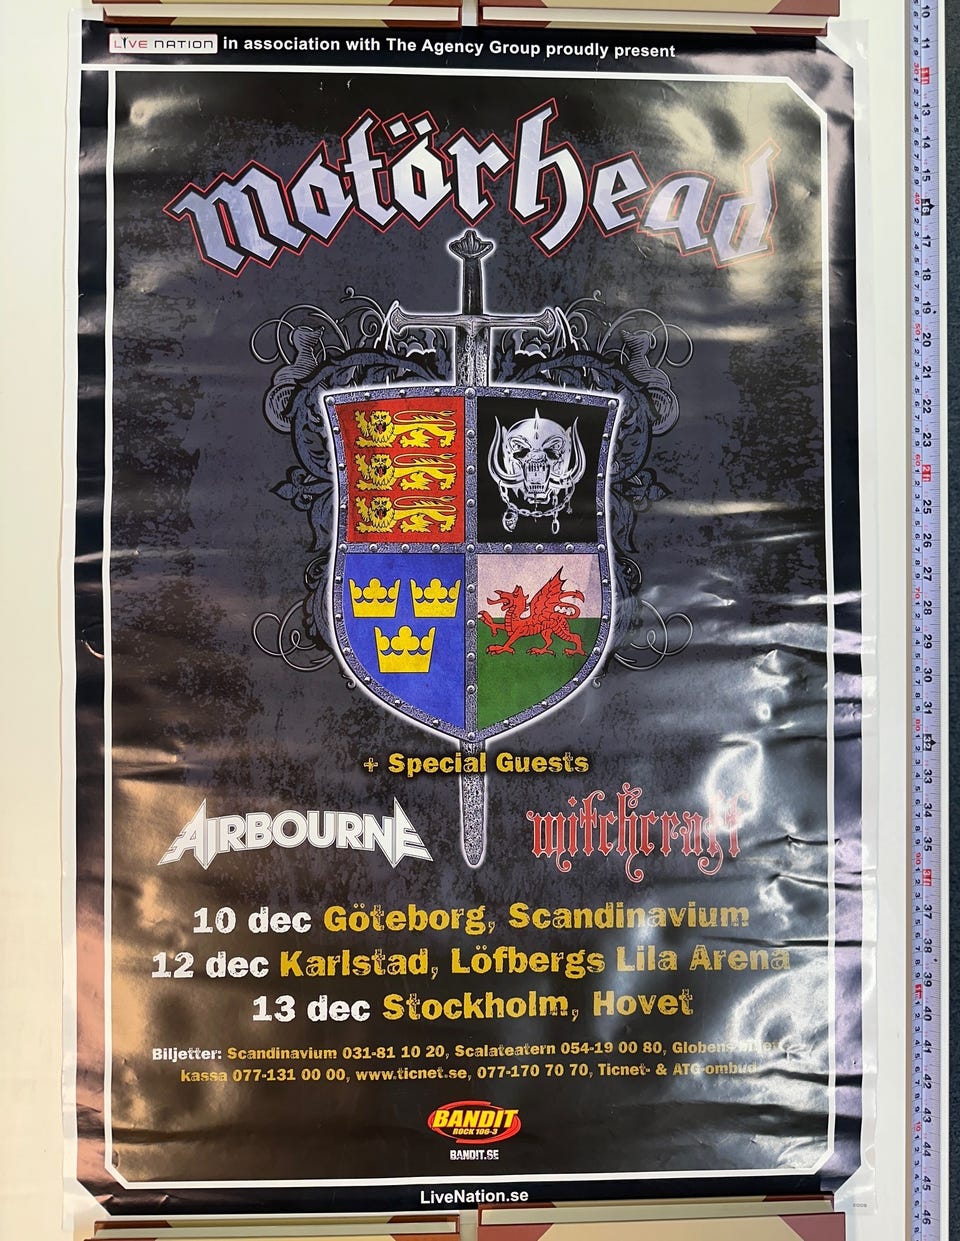 LIVE NATION in association with The Agency Group proudly present
motörhead
+ Special Guests
AIRBOURNE
witchcraft
10 dec Göteborg, Scandinavium
12 dec Karlstad, Löfbergs Lila Arena
13 dec Stockholm, Hovet
Biljetter: Scandinavium 031-81 10 20, Scalateatern 054-19 00 80, Globens
kassa 077-131 00 00, www.ticnet.se, 077-170 70 70, Ticnet- & ATG-ombud
BANDIT
ROCK 106-3
BANDIT.SE
LiveNation.se